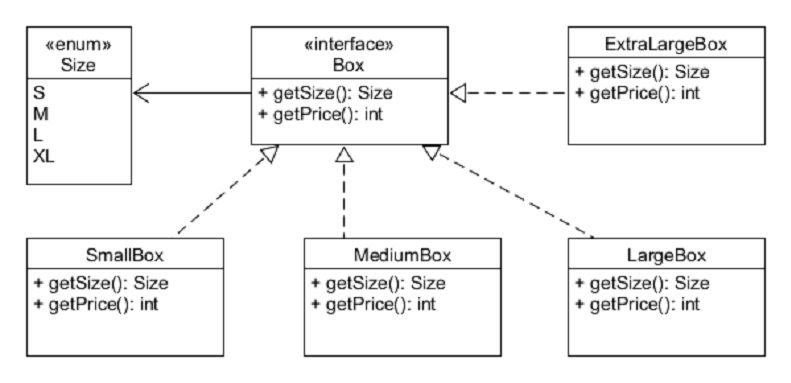 «enum»
Size
S
M
L
XL
«interface»
Box
+ getSize(): Size
+ getPrice(): int
ExtraLargeBox
+ getSize(): Size
+ getPrice(): int
SmallBox
+ getSize(): Size
+ getPrice(): int
MediumBox
+ getSize(): Size
+ getPrice(): int
LargeBox
+ getSize(): Size
+ getPrice(): int